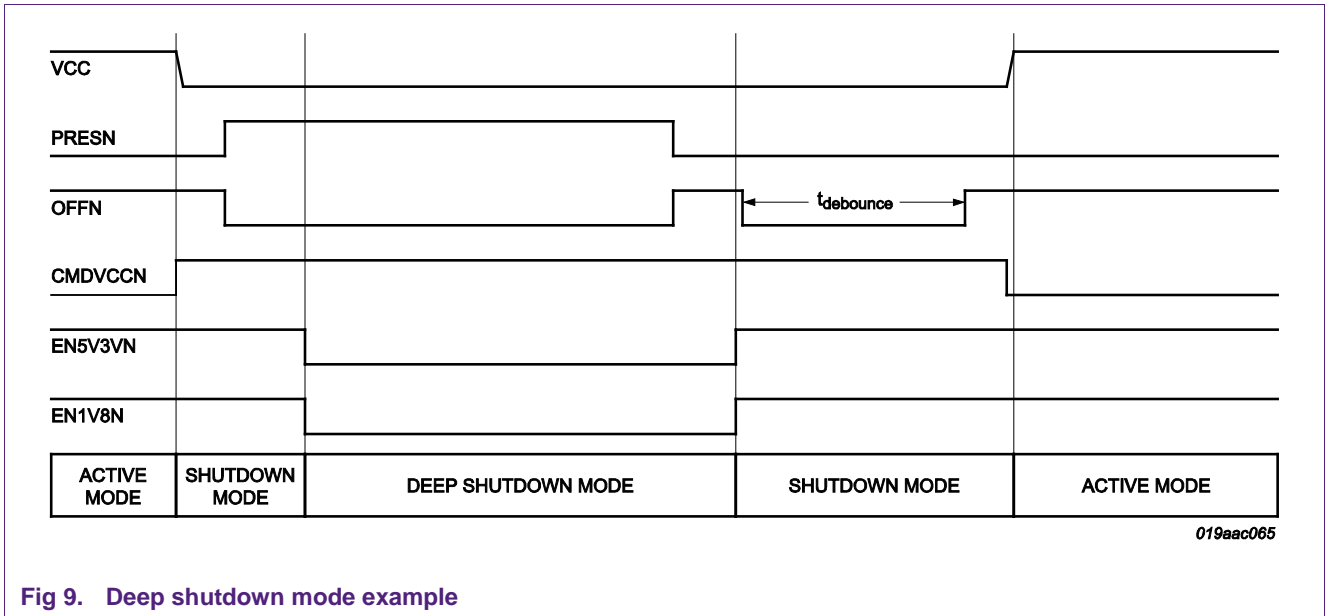 VCC
PRESN
OFFN
tdebounce
CMDVCCN
EN5V3VN
EN1V8N
ACTIVE MODE
SHUTDOWN MODE
DEEP SHUTDOWN MODE
SHUTDOWN MODE
ACTIVE MODE
019aac065
Fig 9. Deep shutdown mode example